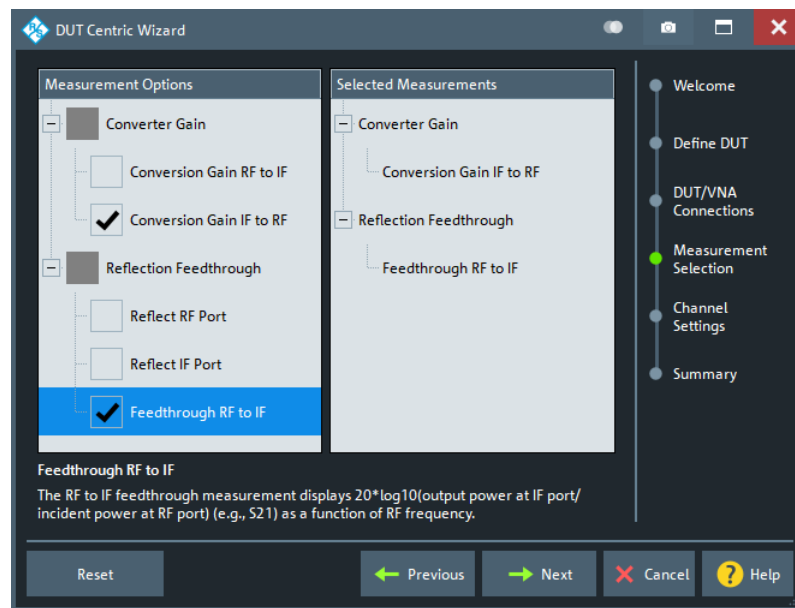 DUT Centric Wizard
Measurement Options
Converter Gain
Conversion Gain RF to IF
Conversion Gain IF to RF
Reflection Feedthrough
Reflect RF Port
Reflect IF Port
Feedthrough RF to IF
Selected Measurements
Converter Gain
Conversion Gain IF to RF
Reflection Feedthrough
Feedthrough RF to IF
Welcome
Define DUT
DUT/VNA
Connections
Measurement
Selection
Channel
Settings
Summary
Feedthrough RF to IF
The RF to IF feedthrough measurement displays 20*log10(output power at IF port/
incident power at RF port) (e.g., S21) as a function of RF frequency.
Reset
Previous
Next
Cancel
? Help